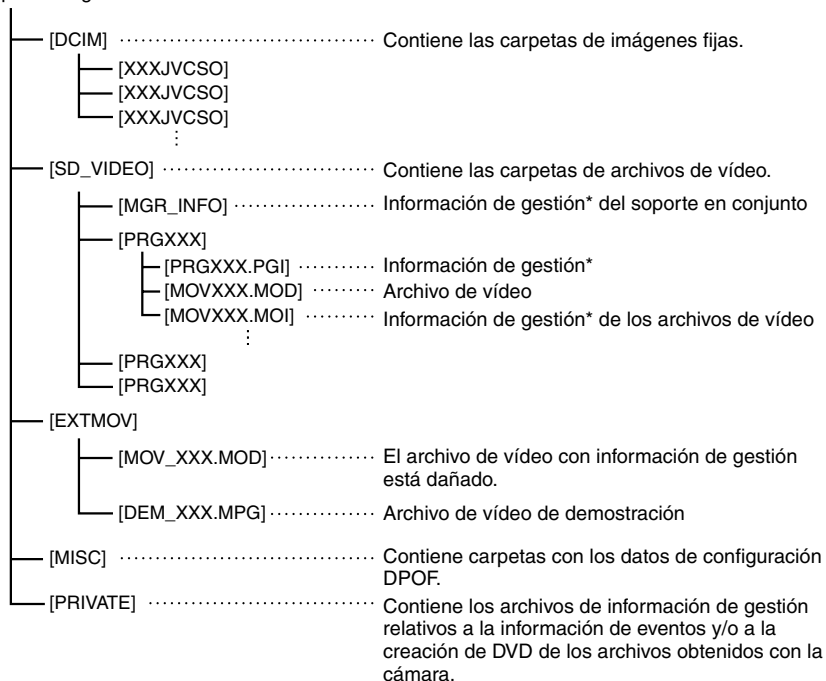 [DCIM] Contiene las carpetas de imágenes fijas.
[XXXJVCSO]
[XXXJVCSO]
[XXXJVCSO]
[SD_VIDEO] Contiene las carpetas de archivos de vídeo.
[MGR_INFO] Información de gestión* del soporte en conjunto
[PRGXXX]
[PRGXXX.PGI] Información de gestión*
[MOVXXX.MOD] Archivo de vídeo
[MOVXXX.MOI] Información de gestión* de los archivos de vídeo
[PRGXXX]
[PRGXXX]
[EXTMOV]
[MOV_XXX.MOD] El archivo de vídeo con información de gestión
está dañado.
[DEM_XXX.MPG] Archivo de vídeo de demostración
[MISC] Contiene carpetas con los datos de configuración
DPOF.
[PRIVATE] Contiene los archivos de información de gestión
relativos a la información de eventos y/o a la
creación de DVD de los archivos obtenidos con la
cámara.